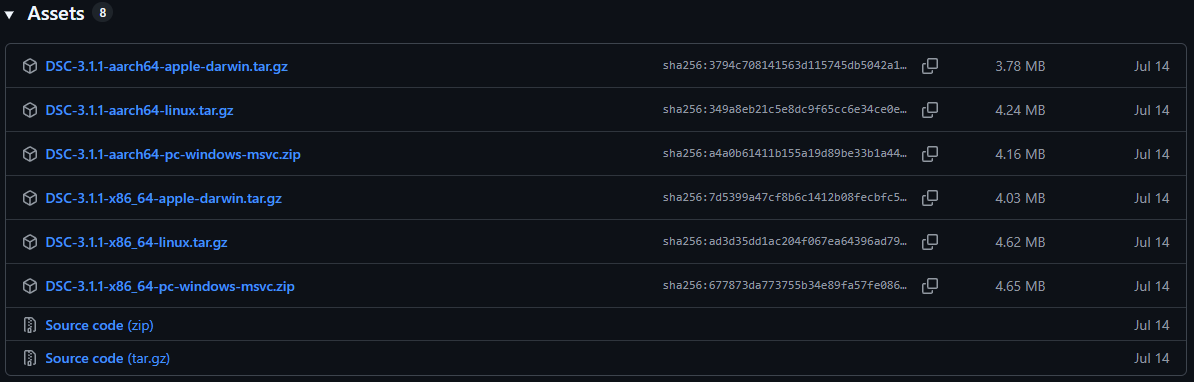 Assets 8
DSC-3.1.1-aarch64-apple-darwin.tar.gz sha256:3794c708141563d115745db5042a1… 3.78 MB Jul 14
DSC-3.1.1-aarch64-linux.tar.gz sha256:349a8eb21c5e8dc9f65cc6e34ce0e… 4.24 MB Jul 14
DSC-3.1.1-aarch64-pc-windows-msvc.zip sha256:a4a0b61411b155a19d89be33b1a44… 4.16 MB Jul 14
DSC-3.1.1-x86_64-apple-darwin.tar.gz sha256:7d5399a47cf8b6c1412b08fecbfc5… 4.03 MB Jul 14
DSC-3.1.1-x86_64-linux.tar.gz sha256:ad3d35dd1ac204f067ea64396ad79… 4.62 MB Jul 14
DSC-3.1.1-x86_64-pc-windows-msvc.zip sha256:677873da773755b34e89fa57fe086… 4.65 MB Jul 14
Source code (zip) Jul 14
Source code (tar.gz) Jul 14